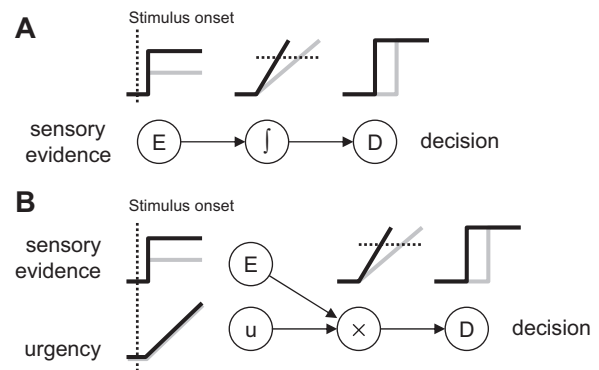 A
Stimulus onset
sensory
evidence
E
∫
D
decision
B
Stimulus onset
sensory
evidence
E
urgency
u
×
D
decision